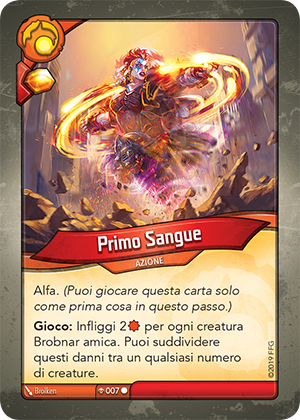 Primo Sangue
AZIONE
Alfa. (Puoi giocare questa carta solo
come prima cosa in questo passo.)
Gioco: Infliggi 2 per ogni creatura
Brobnar amica. Puoi suddividere
questi danni tra un qualsiasi numero
di creature.
Broiken
007
©2019 FFG